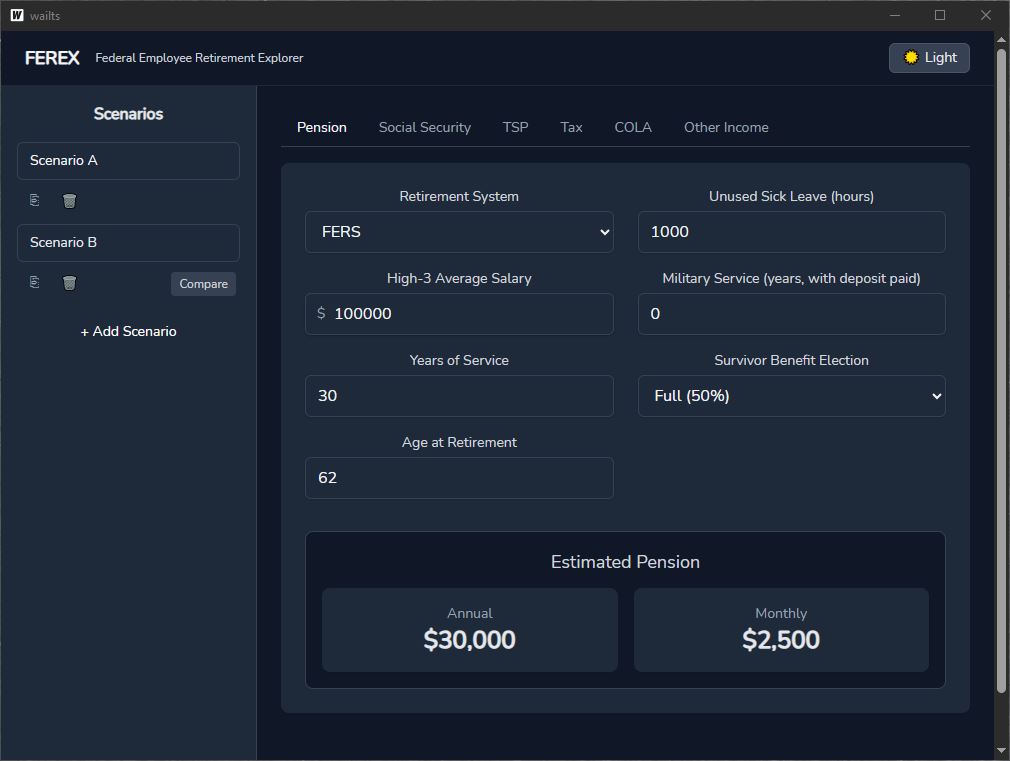 W wailts
FEREX Federal Employee Retirement Explorer
Light
Scenarios
Scenario A
Scenario B
Compare
+ Add Scenario
Pension Social Security TSP Tax COLA Other Income
Retirement System
FERS
Unused Sick Leave (hours)
1000
High-3 Average Salary
$ 100000
Military Service (years, with deposit paid)
0
Years of Service
30
Survivor Benefit Election
Full (50%)
Age at Retirement
62
Estimated Pension
Annual
$30,000
Monthly
$2,500